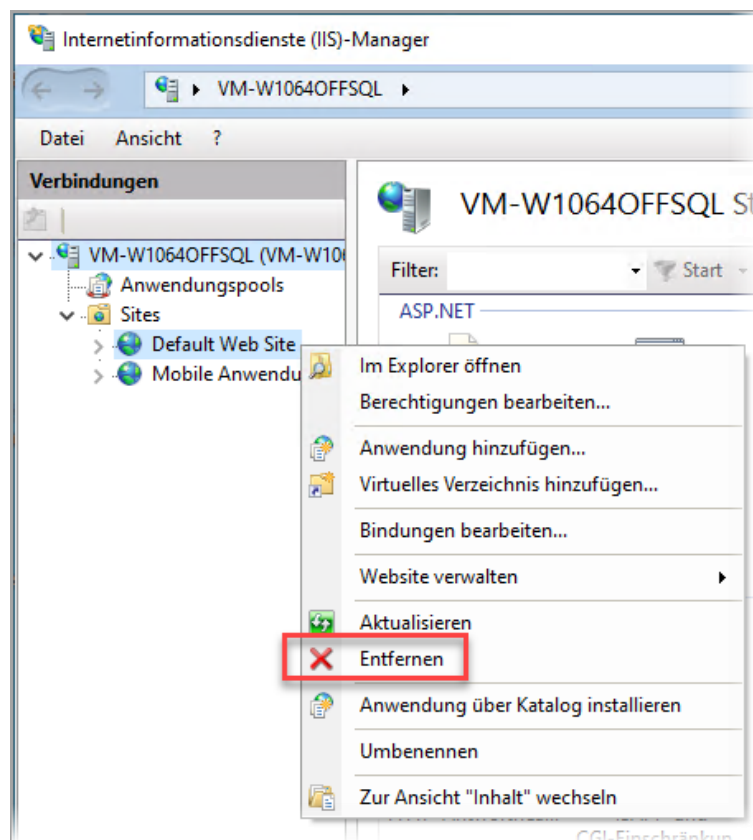 Internetinformationsdienste (IIS)-Manager
VM-W1064OFFSQL
Datei Ansicht ?
Verbindungen
VM-W1064OFFSQL
VM-W1064OFFSQL (VM-W10
Filter:
Start
Anwendungspools
ASP.NET
Sites
Default Web Site
Mobile Anwendu
Im Explorer öffnen
Berechtigungen bearbeiten...
Anwendung hinzufügen...
Virtuelles Verzeichnis hinzufügen...
Bindungen bearbeiten...
Website verwalten
Aktualisieren
Entfernen
Anwendung über Katalog installieren
Umbenennen
Zur Ansicht "Inhalt" wechseln